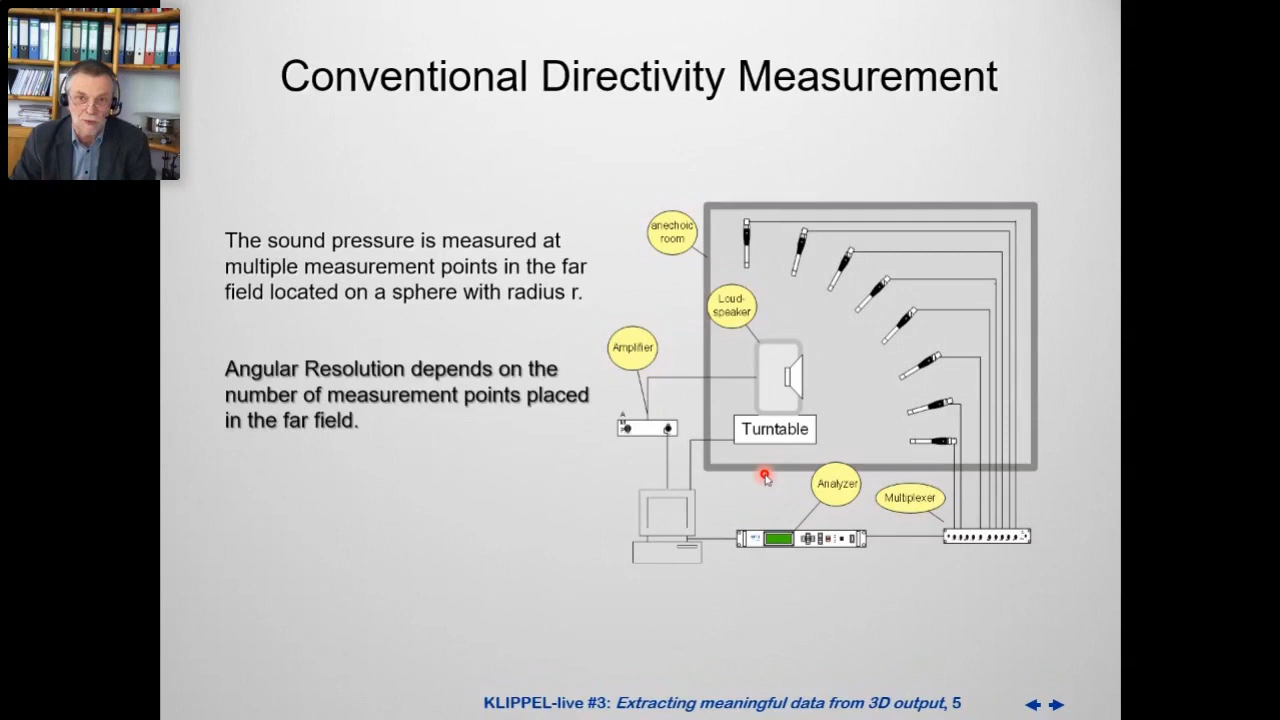 Conventional Directivity Measurement
The sound pressure is measured at
multiple measurement points in the far
field located on a sphere with radius r.
Angular Resolution depends on the
number of measurement points placed
in the far field.
anechoic
room
Loud-
speaker
Amplifier
Turntable
Analyzer
Multiplexer
KLIPPEL-live #3: Extracting meaningful data from 3D output, 5